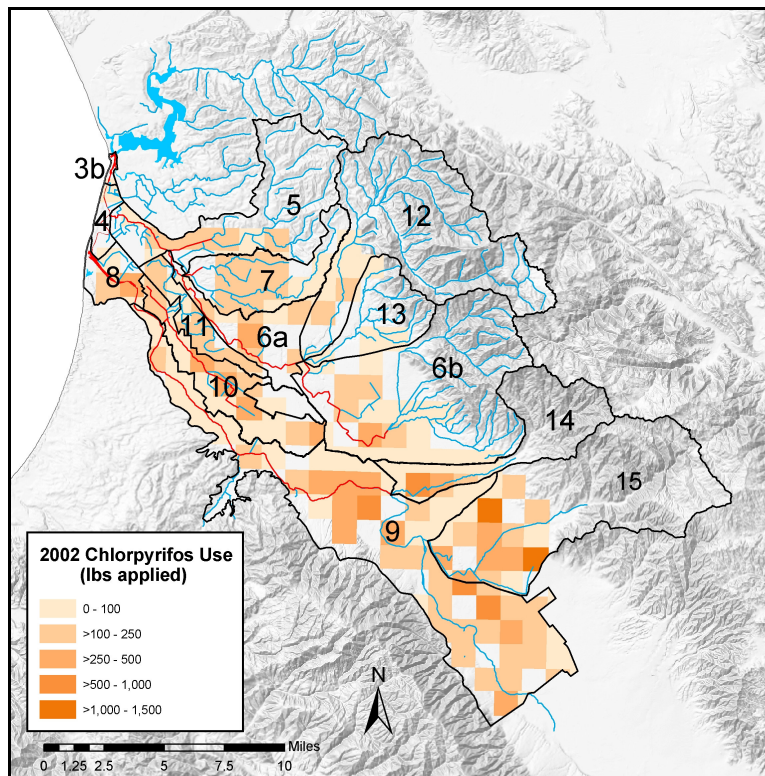 3b
4
5
12
8
7
11
13
6a
6b
10
14
15
9
2002 Chlorpyrifos Use
(lbs applied)
0 - 100
>100 - 250
>250 - 500
>500 - 1,000
>1,000 - 1,500
N
Miles
0 1.25 2.5 5 7.5 10